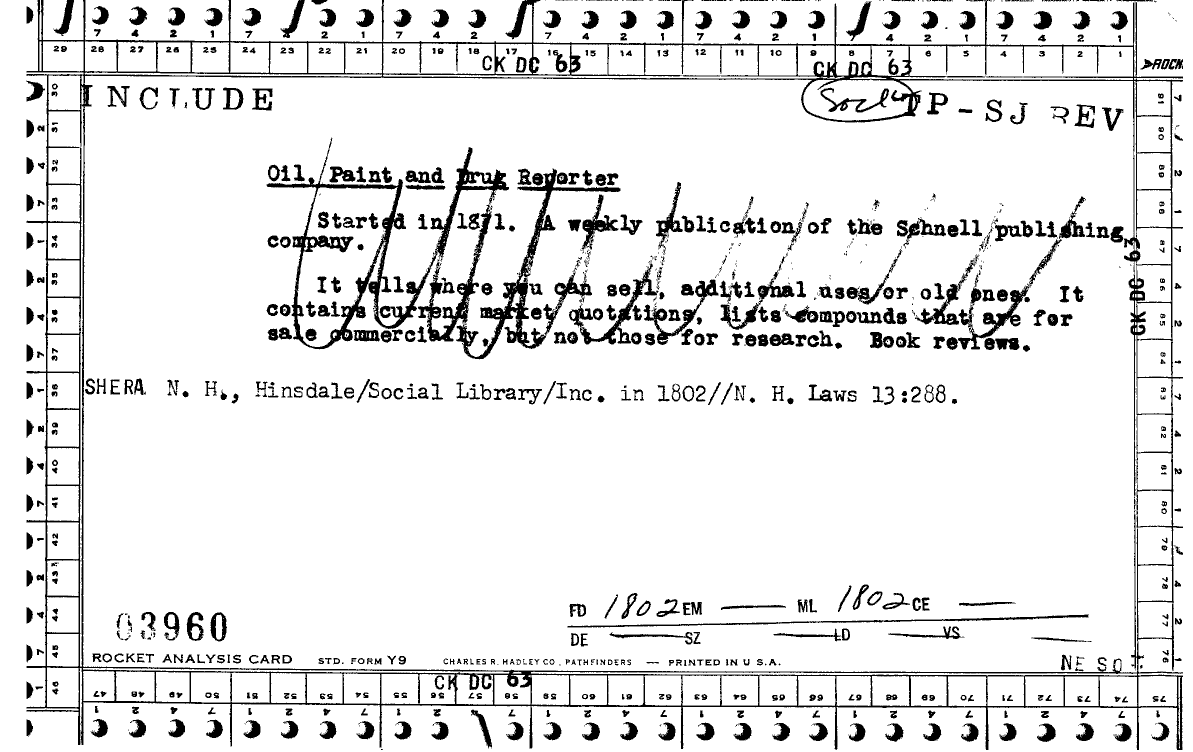 7 4 2 1 7 4 2 1 7 4 2 1 7 4 2 1 7 4 2 1 7 4 2 1 7 4 2 1
29 28 27 26 25 24 23 22 21 20 19 18 17 16 15 14 13 12 11 10 9 8 7 6 5 4 3 2 1
CK DC 63 CK DC 63
INCLUDE
TP-SJ REV
Oil, Paint and Drug Reporter
Started in 1871. A weekly publication of the Schnell publishing
company.
It tells where you can sell, additional uses or old ones. It
contains current market quotations, lists compounds that are for
sale commercially, but not those for research. Book reviews.
SHERA N. H., Hinsdale/Social Library/Inc. in 1802//N. H. Laws 13:288.
CK DC 63
FD 1802 EM — ML 1802 CE —
DE — SZ — LD — VS —
03960
ROCKET ANALYSIS CARD STD. FORM Y9 CHARLES R. HADLEY CO., PATHFINDERS — PRINTED IN U.S.A.
CK DC 63
47 48 49 50 51 52 53 54 55 56 57 58 59 60 61 62 63 64 65 66 67 68 69 70 71 72 73 74 75